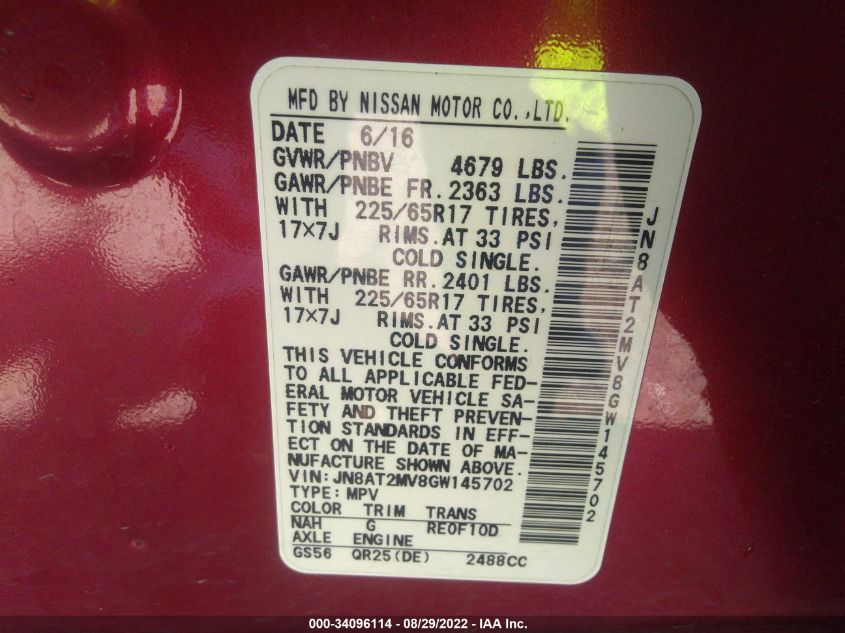 MFD BY NISSAN MOTOR CO.,LTD.
DATE 6/16
GVWR/PNBV 4679 LBS.
GAWR/PNBE FR. 2363 LBS.
WITH 225/65R17 TIRES,
17×7J RIMS. AT 33 PSI
COLD SINGLE.
GAWR/PNBE RR. 2401 LBS.
WITH 225/65R17 TIRES,
17×7J RIMS. AT 33 PSI
COLD SINGLE.
THIS VEHICLE CONFORMS
TO ALL APPLICABLE FED-
ERAL MOTOR VEHICLE SA-
FETY AND THEFT PREVEN-
TION STANDARDS IN EFF-
ECT ON THE DATE OF MA-
NUFACTURE SHOWN ABOVE.
VIN: JN8AT2MV8GW145702
TYPE: MPV
COLOR TRIM TRANS
NAH G RE0F10D
AXLE ENGINE
GS56 QR25(DE) 2488CC
JN8AT2MV8GW145702
000-34096114 - 08/29/2022 - IAA Inc.